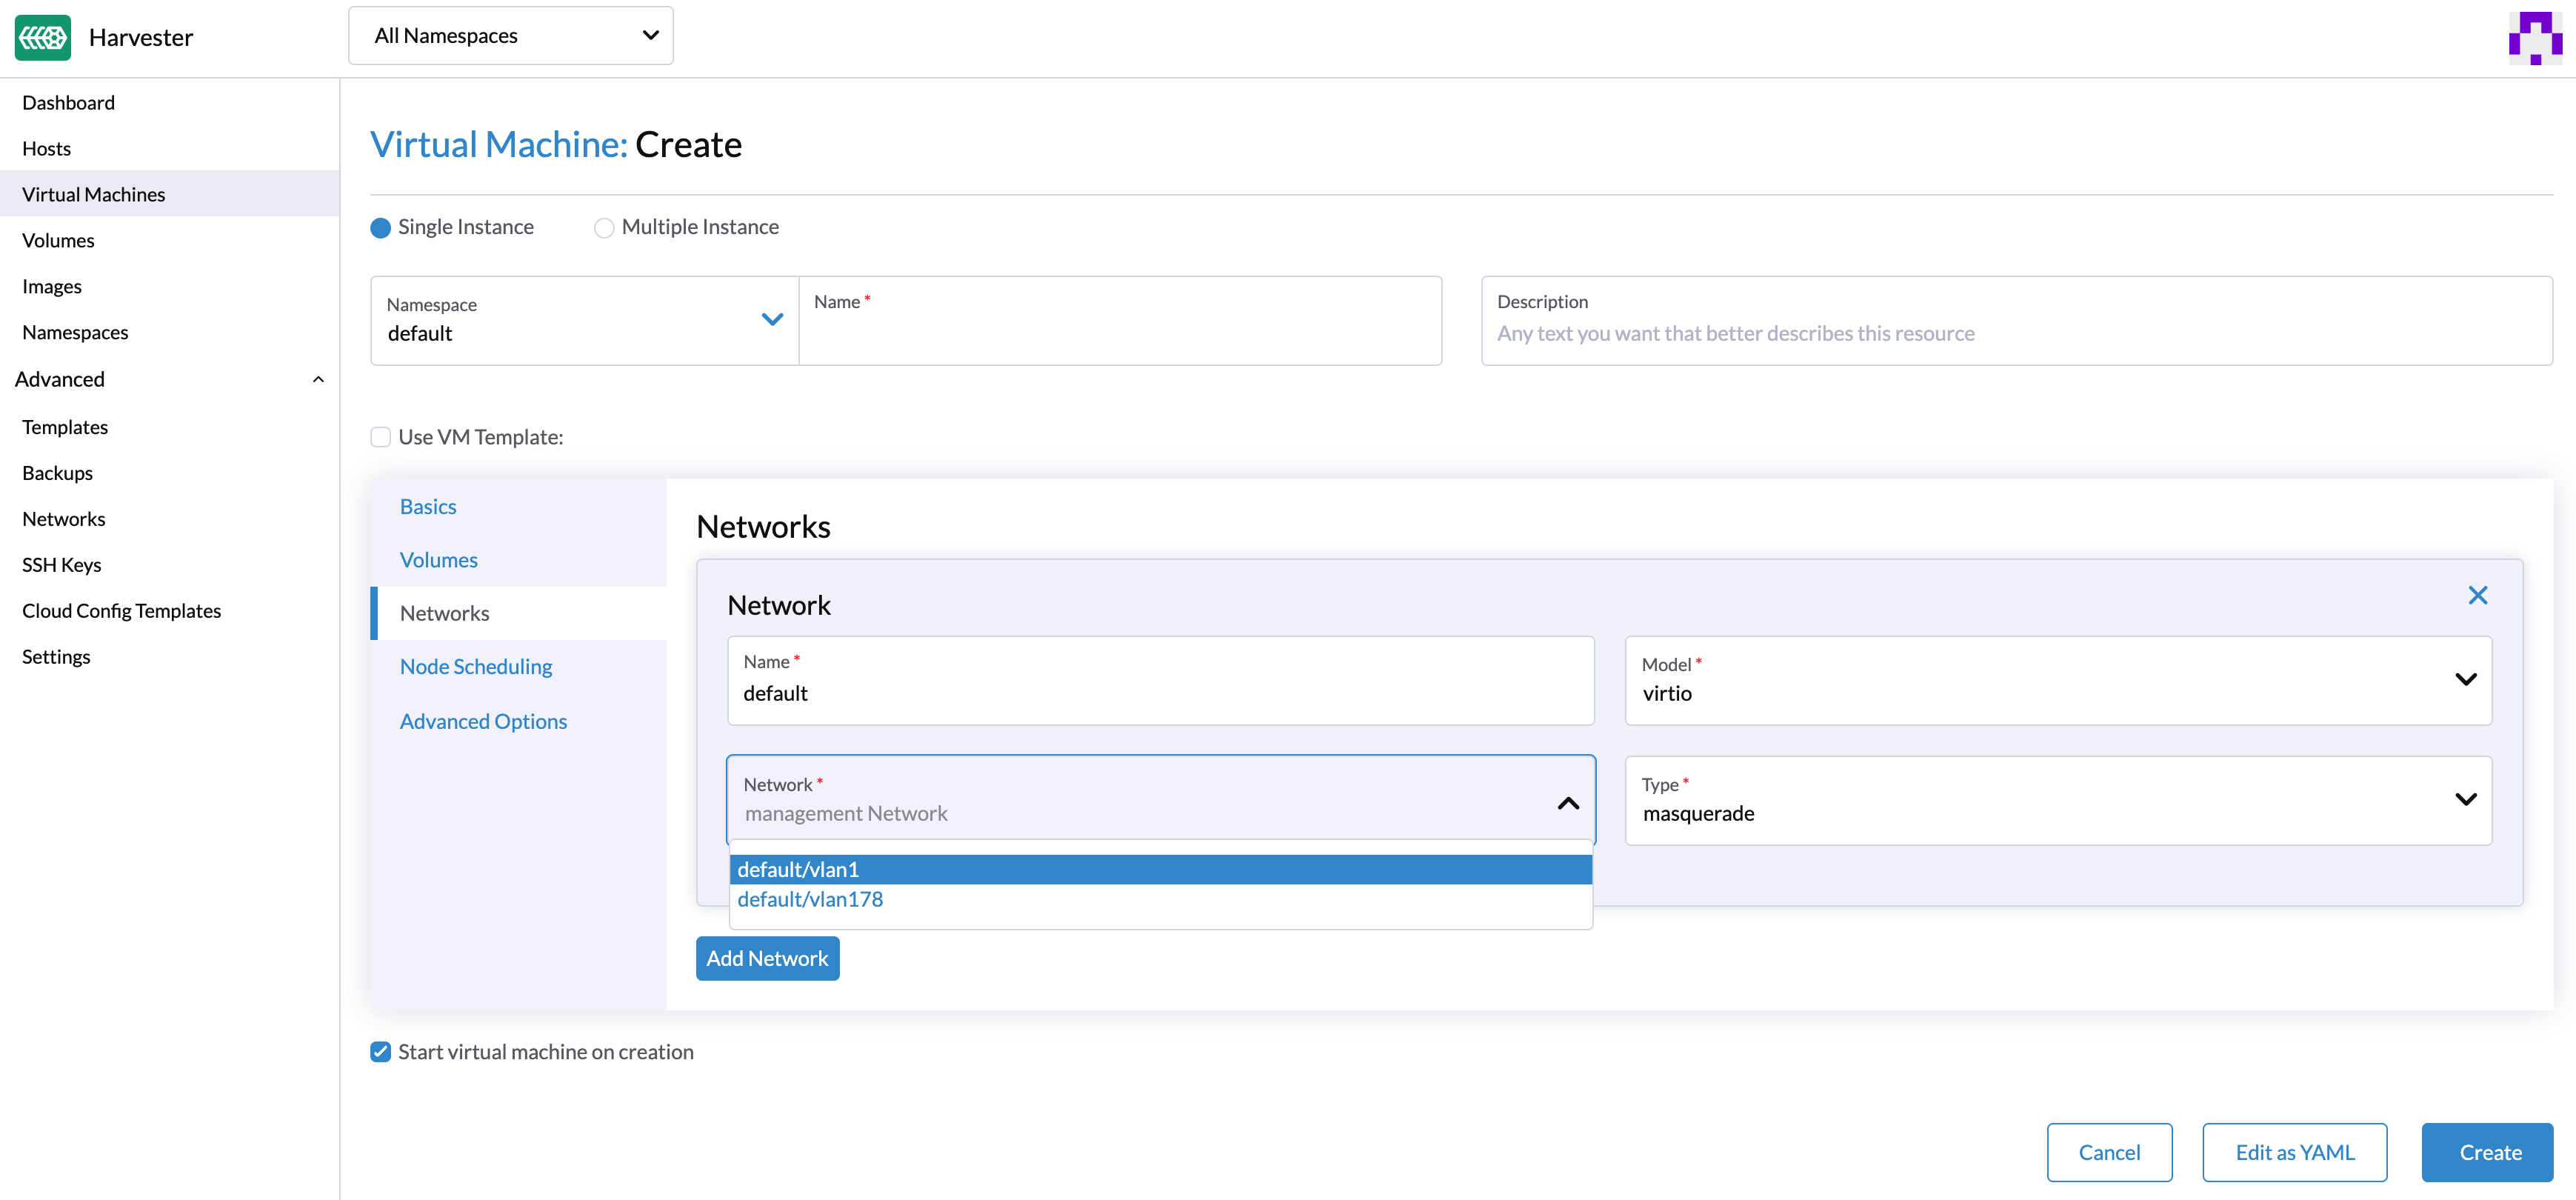 Harvester
All Namespaces
Dashboard
Hosts
Virtual Machines
Volumes
Images
Namespaces
Advanced
Templates
Backups
Networks
SSH Keys
Cloud Config Templates
Settings
Virtual Machine: Create
Single Instance
Multiple Instance
Namespace
default
Name *
Description
Any text you want that better describes this resource
Use VM Template:
Basics
Volumes
Networks
Node Scheduling
Advanced Options
Networks
Network
Name *
default
Model *
virtio
Network *
management Network
Type *
masquerade
default/vlan1
default/vlan178
Add Network
Start virtual machine on creation
Cancel
Edit as YAML
Create